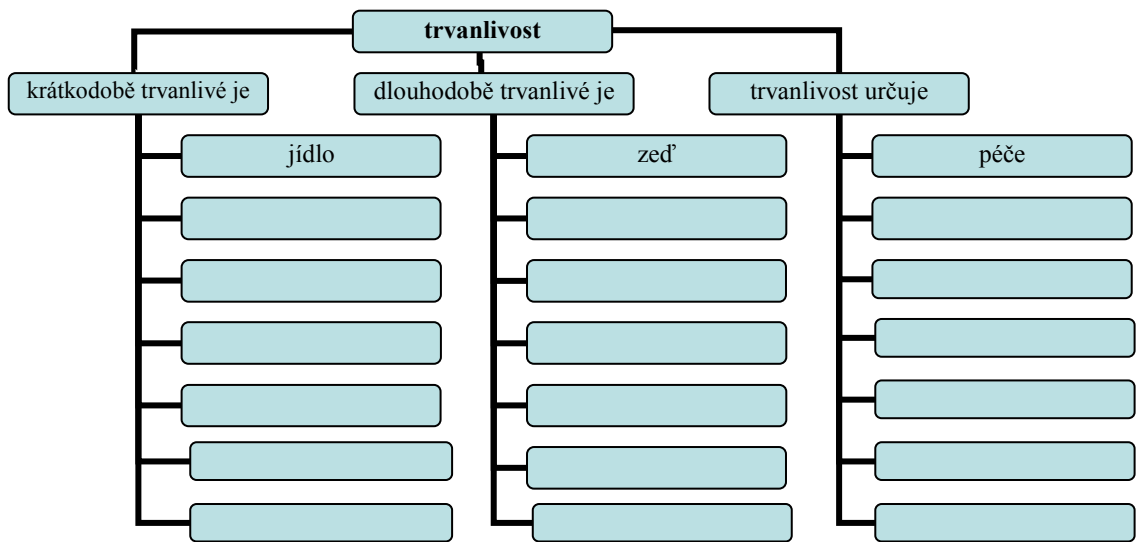 trvanlivost
krátkodobě trvanlivé je
dlouhodobě trvanlivé je
trvanlivost určuje
jídlo
zeď
péče